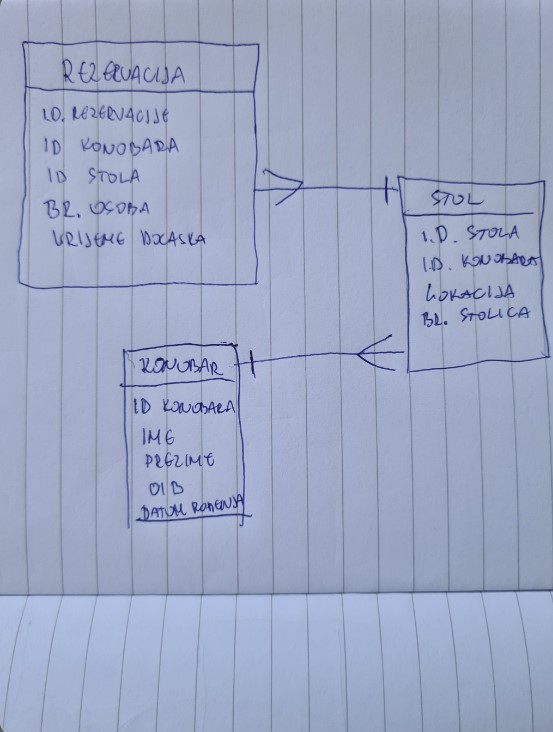 REZERVACIJA
I.D. REZERVACIJE
ID KONOBARA
ID STOLA
BR. OSOBA
VRIJEME DOLASKA
STOL
I.D. STOLA
I.D. KONOBARA
LOKACIJA
BR. STOLICA
KONOBAR
ID KONOBARA
IME
PREZIME
OIB
DATUM ROĐENJA